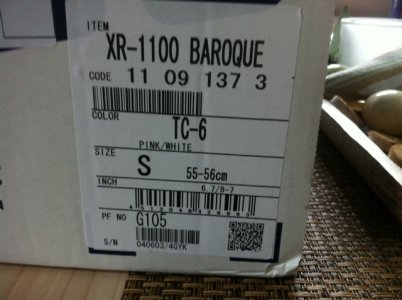 ITEM
XR-1100 BAROQUE
CODE 11 09 137 3
COLOR
TC-6
PINK/WHITE
SIZE
S 55-56cm
INCH 6.7/8-7
PF NO G105
S/N 040603/4GYK